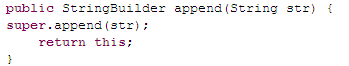 public StringBuilder append(String str) {
super.append(str);
    return this;
}